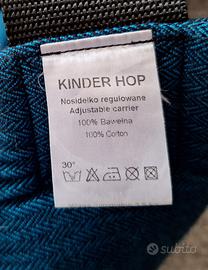 KINDER HOP
Nosidełko regulowane
Adjustable carrier
100% Bawełna
100% Cotton
30°
subito